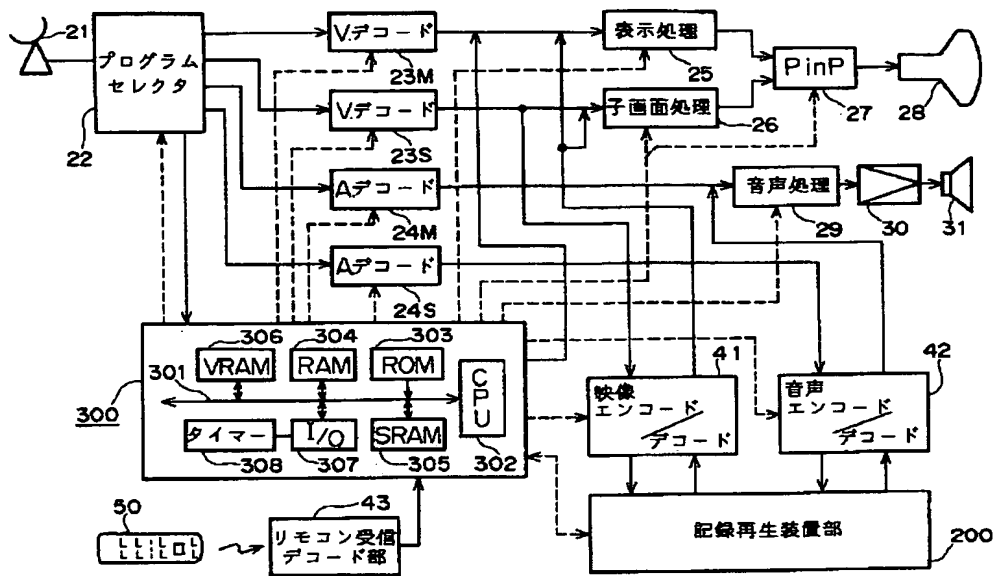 21
プログラム
セレクタ
22
V.デコード
23M
V.デコード
23S
Aデコード
24M
Aデコード
24S
表示処理
25
子画面処理
26
PinP
27
28
音声処理
29
30
31
300
301
306
VRAM
304
RAM
303
ROM
CPU
302
タイマー
308
I/O
307
SRAM
305
41
映像
エンコード
デコード
42
音声
エンコード
デコード
50
43
リモコン受信
デコード部
記録再生装置部
200